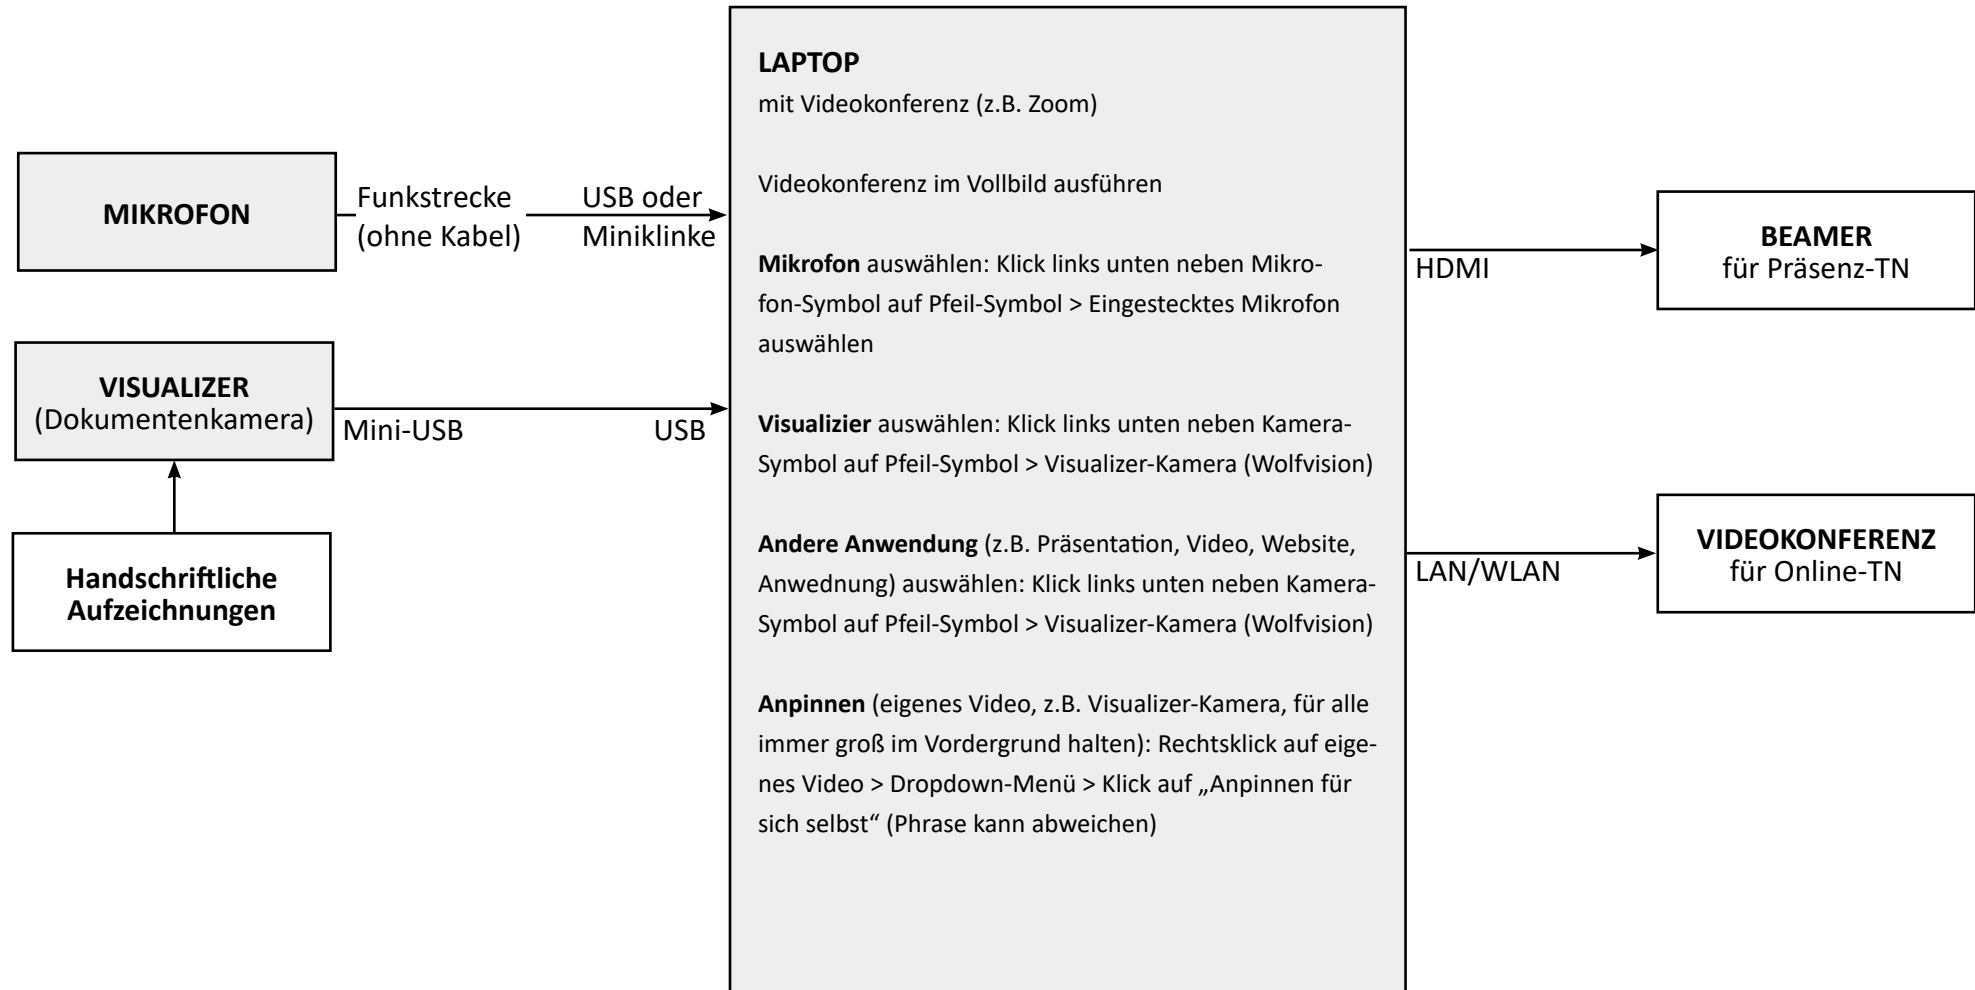 MIKROFON
Funkstrecke
(ohne Kabel)
USB oder
Miniklinke
VISUALIZER
(Dokumentenkamera)
Mini-USB
USB
Handschriftliche
Aufzeichnungen
LAPTOP
mit Videokonferenz (z.B. Zoom)
Videokonferenz im Vollbild ausführen
Mikrofon auswählen: Klick links unten neben Mikro-
fon-Symbol auf Pfeil-Symbol > Eingestecktes Mikrofon
auswählen
Visualizier auswählen: Klick links unten neben Kamera-
Symbol auf Pfeil-Symbol > Visualizer-Kamera (Wolfvision)
Andere Anwendung (z.B. Präsentation, Video, Website,
Anwednung) auswählen: Klick links unten neben Kamera-
Symbol auf Pfeil-Symbol > Visualizer-Kamera (Wolfvision)
Anpinnen (eigenes Video, z.B. Visualizer-Kamera, für alle
immer groß im Vordergrund halten): Rechtsklick auf eige-
nes Video > Dropdown-Menü > Klick auf „Anpinnen für
sich selbst“ (Phrase kann abweichen)
HDMI
BEAMER
für Präsenz-TN
LAN/WLAN
VIDEOKONFERENZ
für Online-TN